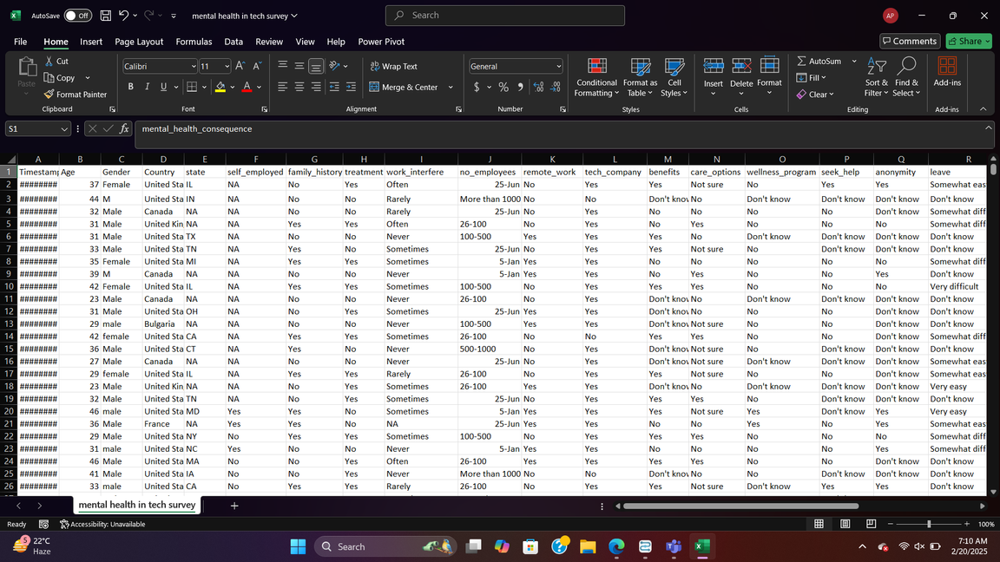 AutoSave Off mental health in tech survey Search AP
File Home Insert Page Layout Formulas Data Review View Help Power Pivot Comments Share
Paste Cut Copy Format Painter Clipboard
Calibri 11 B I U Font
Wrap Text Merge & Center Alignment
General $ % Number
Conditional Formatting Format as Table Cell Styles Styles
Insert Delete Format Cells
AutoSum Fill Clear Sort & Filter Find & Select Editing
Add-ins Add-ins
S1 fx mental_health_consequence
A B C D E F G H I J K L M N O P Q R
1 Timestamp Age Gender Country state self_employed family_history treatment work_interfere no_employees remote_work tech_company benefits care_options wellness_program seek_help anonymity leave
2 ######## 37 Female United Sta IL NA No Yes Often 25-Jun No Yes Yes Not sure No Yes Yes Somewhat eas
3 ######## 44 M United Sta IN NA No No Rarely More than 1000 No No Don't know No Don't know Don't know Don't know Don't know
4 ######## 32 Male Canada NA NA No No Rarely 25-Jun No Yes No No No No Don't know Somewhat diff
5 ######## 31 Male United Kin NA NA Yes Yes Often 26-100 No Yes No Yes No No No Somewhat diff
6 ######## 31 Male United Sta TX NA No No Never 100-500 Yes Yes Yes No Don't know Don't know Don't know Don't know
7 ######## 33 Male United Sta TN NA Yes No Sometimes 25-Jun No Yes Yes Not sure No Don't know Don't know Don't know
8 ######## 35 Female United Sta MI NA Yes Yes Sometimes 5-Jan Yes Yes No No No No No Somewhat diff
9 ######## 39 M Canada NA NA No No Never 5-Jan Yes Yes No Yes No No Yes Don't know
10 ######## 42 Female United Sta IL NA Yes Yes Sometimes 100-500 No Yes Yes Yes No No No Very difficult
11 ######## 23 Male Canada NA NA No No Never 26-100 No Yes Don't know No Don't know Don't know Don't know Don't know
12 ######## 31 Male United Sta OH NA No Yes Sometimes 25-Jun Yes Yes Don't know No No No Don't know Don't know
13 ######## 29 male Bulgaria NA NA No No Never 100-500 Yes Yes Don't know Not sure No No Don't know Don't know
14 ######## 42 female United Sta CA NA Yes Yes Sometimes 26-100 No No Yes Yes No No Don't know Somewhat diff
15 ######## 36 Male United Sta CT NA Yes No Never 500-1000 No Yes Don't know Not sure No Don't know Don't know Don't know
16 ######## 27 Male Canada NA NA No No Never 25-Jun No Yes Don't know Not sure Don't know Don't know Don't know Somewhat eas
17 ######## 29 female United Sta IL NA Yes Yes Rarely 26-100 No Yes Yes Not sure No No Don't know Somewhat eas
18 ######## 23 Male United Kin NA NA No Yes Sometimes 26-100 Yes Yes Don't know No Don't know Don't know Don't know Very easy
19 ######## 32 Male United Sta TN NA No Yes Sometimes 25-Jun No Yes Yes Yes No Don't know Don't know Don't know
20 ######## 46 male United Sta MD Yes Yes No Sometimes 5-Jan Yes Yes Yes Not sure Yes Don't know Yes Very easy
21 ######## 36 Male France NA Yes Yes No NA 25-Jun Yes Yes No No Yes No Yes Somewhat eas
22 ######## 29 Male United Sta NY No Yes Yes Sometimes 100-500 No Yes Yes Yes No No No Somewhat diff
23 ######## 31 male United Sta NC Yes No No Never 5-Jan Yes Yes No No No No Yes Somewhat diff
24 ######## 46 Male United Sta MA No No Yes Often 26-100 Yes Yes Yes Yes No No Don't know Don't know
25 ######## 41 Male United Sta IA No No Yes Never More than 1000 No No Don't know No No Don't know Don't know Don't know
26 ######## 33 male United Sta CA No Yes Yes Rarely 26-100 No Yes Yes Not sure Don't know Yes Yes Don't know
mental health in tech survey
Ready Accessibility: Unavailable 100%
5 22°C Haze Search 7:10 AM
2/20/2025